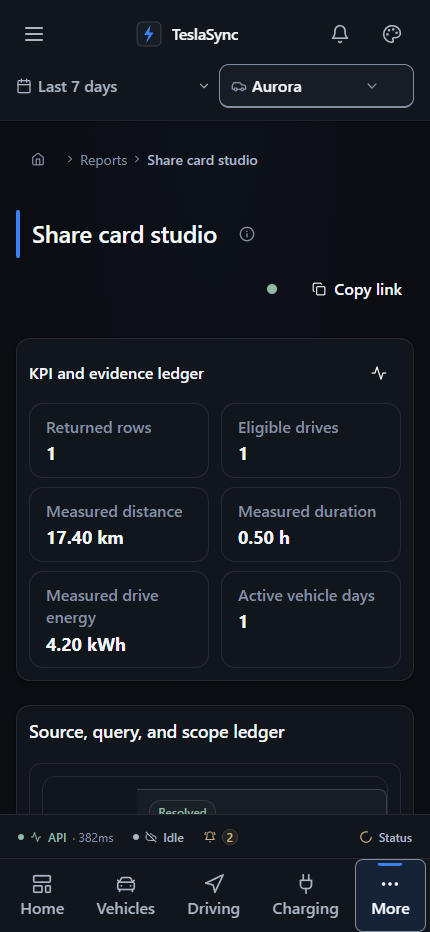 TeslaSync
Last 7 days
Aurora
Reports
Share card studio
Share card studio
Copy link
KPI and evidence ledger
Returned rows
1
Eligible drives
1
Measured distance
17.40 km
Measured duration
0.50 h
Measured drive
energy
4.20 kWh
Active vehicle days
1
Source, query, and scope ledger
Resolved
API · 382ms
Idle
2
Status
Home
Vehicles
Driving
Charging
More